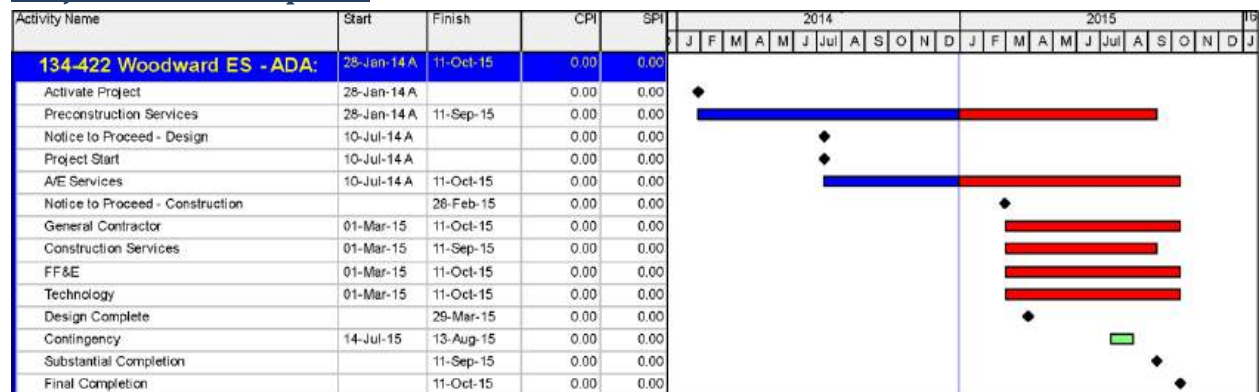 Activity Name Start Finish CPI SPI 2014 2015 16
J F M A M J Jul A S O N D J F M A M J Jul A S O N D J
134-422 Woodward ES - ADA: 28-Jan-14 A 11-Oct-15 0.00 0.00
Activate Project 28-Jan-14 A 0.00 0.00
Preconstruction Services 28-Jan-14 A 11-Sep-15 0.00 0.00
Notice to Proceed - Design 10-Jul-14 A 0.00 0.00
Project Start 10-Jul-14 A 0.00 0.00
A/E Services 10-Jul-14 A 11-Oct-15 0.00 0.00
Notice to Proceed - Construction 28-Feb-15 0.00 0.00
General Contractor 01-Mar-15 11-Oct-15 0.00 0.00
Construction Services 01-Mar-15 11-Sep-15 0.00 0.00
FF&E 01-Mar-15 11-Oct-15 0.00 0.00
Technology 01-Mar-15 11-Oct-15 0.00 0.00
Design Complete 29-Mar-15 0.00 0.00
Contingency 14-Jul-15 13-Aug-15 0.00 0.00
Substantial Completion 11-Sep-15 0.00 0.00
Final Completion 11-Oct-15 0.00 0.00